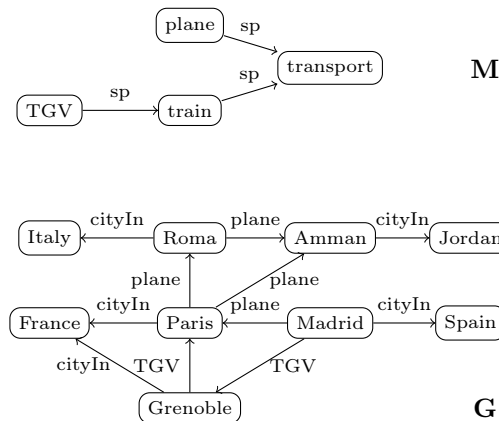 plane
sp
transport
M
sp
sp
TGV
train
cityIn
plane
cityIn
Italy
Roma
Amman
Jordan
plane
plane
cityIn
plane
cityIn
France
Paris
Madrid
Spain
cityIn
TGV
TGV
Grenoble
G